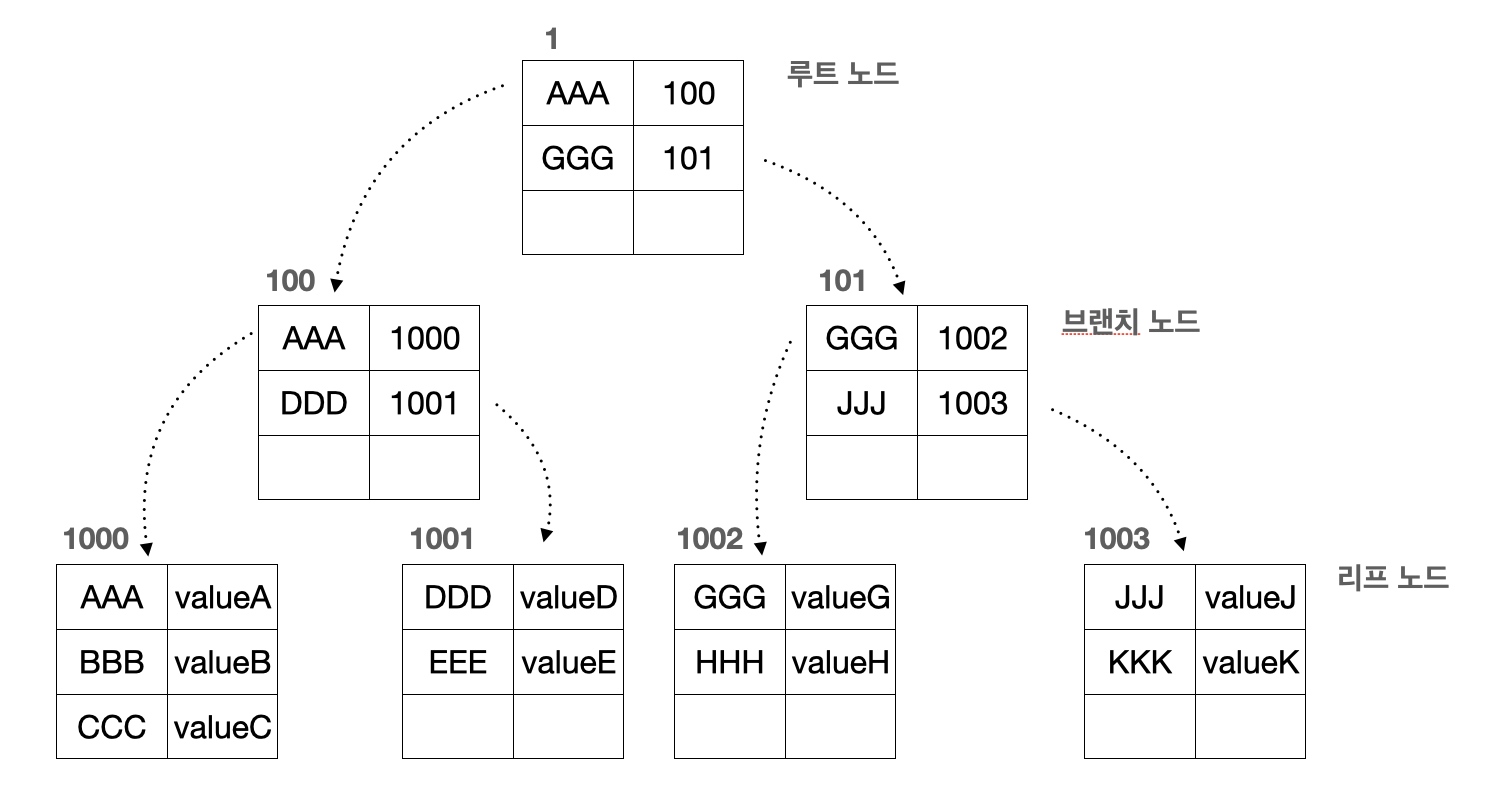 1
루트 노드
AAA 100
GGG 101
100
101
브랜치 노드
AAA 1000
DDD 1001
GGG 1002
JJJ 1003
1000
1001
1002
1003
리프 노드
AAA valueA
BBB valueB
CCC valueC
DDD valueD
EEE valueE
GGG valueG
HHH valueH
JJJ valueJ
KKK valueK